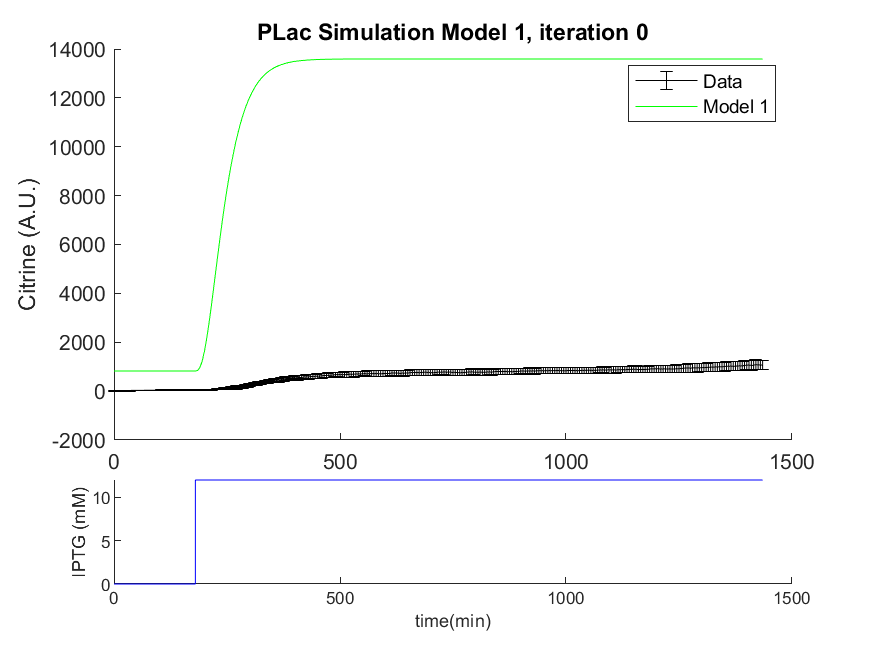 PLac Simulation Model 1, iteration 0
14000
12000
10000
8000
6000
4000
2000
0
-2000
Citrine (A.U.)
Data
Model 1
0 500 1000 1500
10
5
0
IPTG (mM)
0 500 1000 1500
time(min)